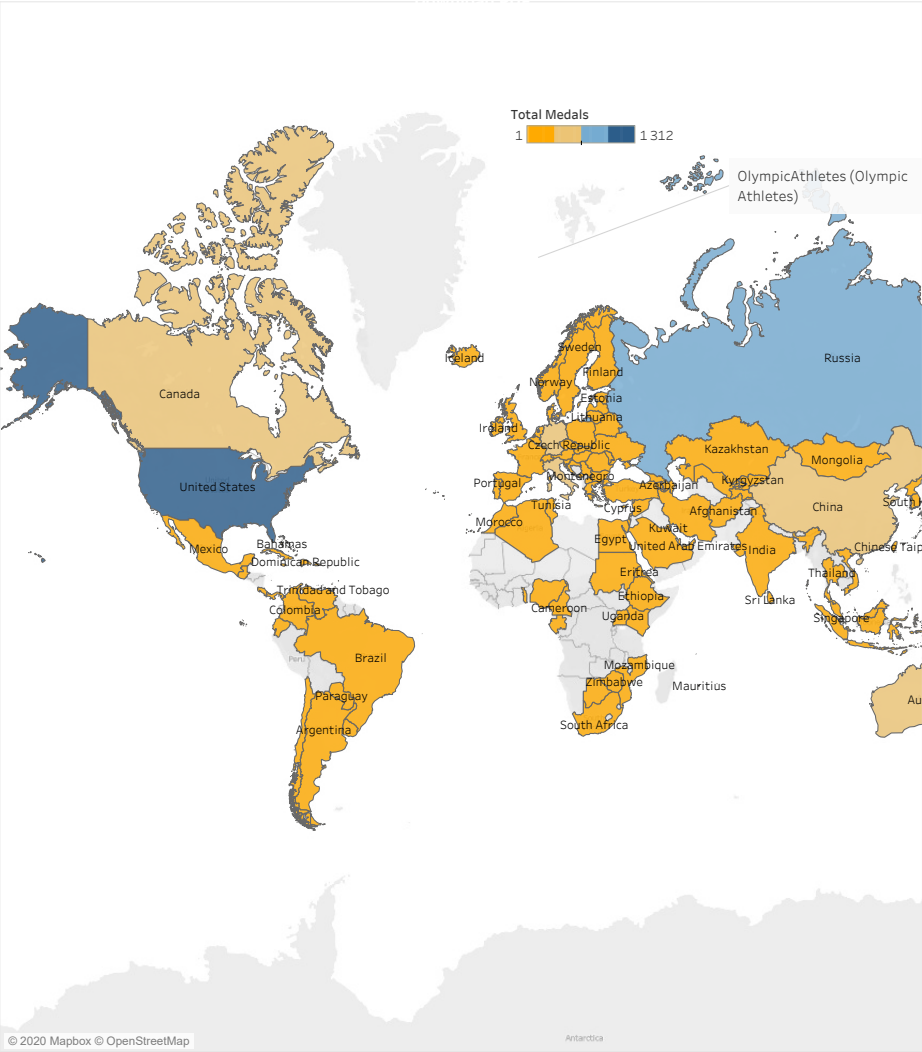 Total Medals
1
1 312
OlympicAthletes (Olympic
Athletes)
Russia
Iceland
Sweden
Finland
Norway
Canada
Estonia
Lithuania
Ireland
Czech Republic
Kazakhstan
Mongolia
Montenegro
Kyrgyzstan
Portugal
Azerbaijan
United States
Tunisia
Cyprus
Afghanistan
China
South K
Morocco
Kuwait
Egypt
Bahamas
Mexico
United Arab Emirates
India
Chinese Taip
Dominican Republic
Eritrea
Thailand
Trinidad and Tobago
Ethiopia
Sri Lanka
Colombia
Cameroon
Uganda
Singapore
Peru
Brazil
Mozambique
Zimbabwe
Mauritius
Paraguay
Au
Argentina
South Africa
Antarctica
© 2020 Mapbox © OpenStreetMap